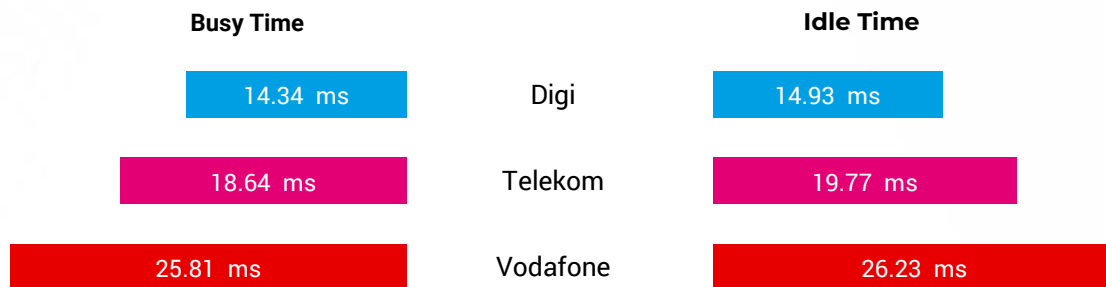 Busy Time Idle Time
14.34 ms Digi 14.93 ms
18.64 ms Telekom 19.77 ms
25.81 ms Vodafone 26.23 ms